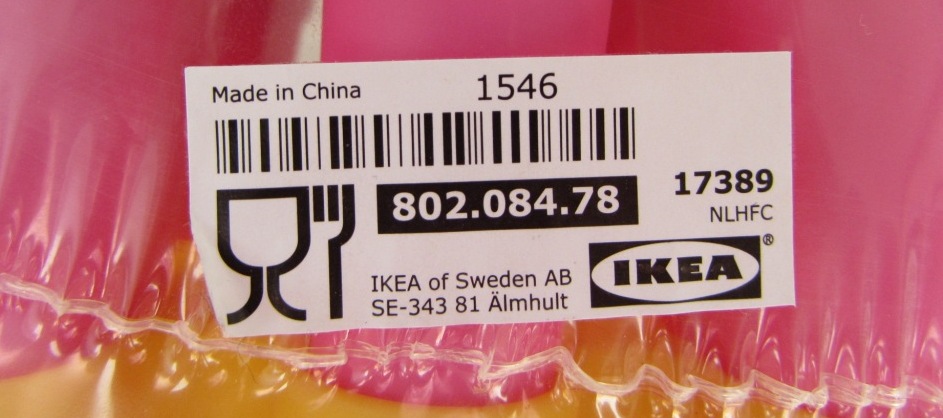 Made in China
1546
802.084.78
17389
NLHFC
IKEA of Sweden AB
SE-343 81 Älmhult
IKEA®